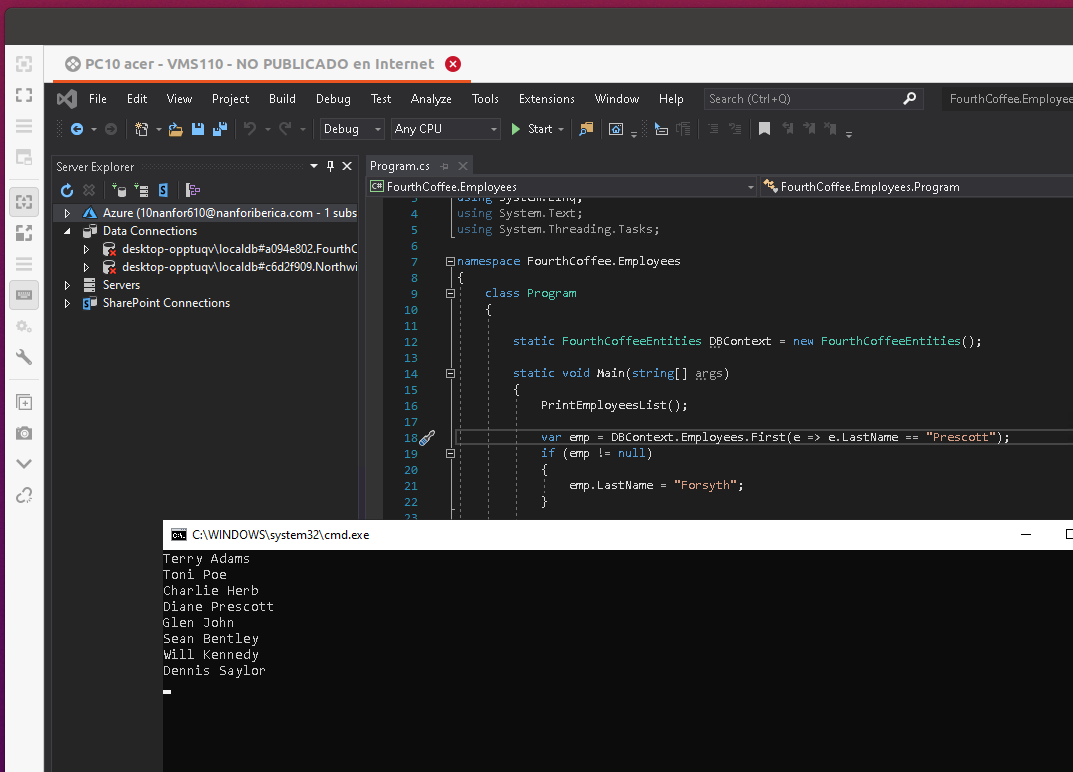 PC10 acer - VMS110 - NO PUBLICADO en Internet
File Edit View Project Build Debug Test Analyze Tools Extensions Window Help Search (Ctrl+Q) FourthCoffee.Employee
Debug Any CPU Start
Server Explorer
Azure (10nanfor610@nanforiberica.com - 1 subs
Data Connections
desktop-opptuqv\localdb#a094e802.FourthC
desktop-opptuqv\localdb#c6d2f909.Northwi
Servers
SharePoint Connections
Program.cs
C# FourthCoffee.Employees FourthCoffee.Employees.Program
3 using System.Linq;
4 using System.Text;
5 using System.Threading.Tasks;
6
7 namespace FourthCoffee.Employees
8 {
9 class Program
10 {
11
12 static FourthCoffeeEntities DBContext = new FourthCoffeeEntities();
13
14 static void Main(string[] args)
15 {
16 PrintEmployeesList();
17
18 var emp = DBContext.Employees.First(e => e.LastName == "Prescott");
19 if (emp != null)
20 {
21 emp.LastName = "Forsyth";
22 }
23
C:\WINDOWS\system32\cmd.exe
Terry Adams
Toni Poe
Charlie Herb
Diane Prescott
Glen John
Sean Bentley
Will Kennedy
Dennis Saylor